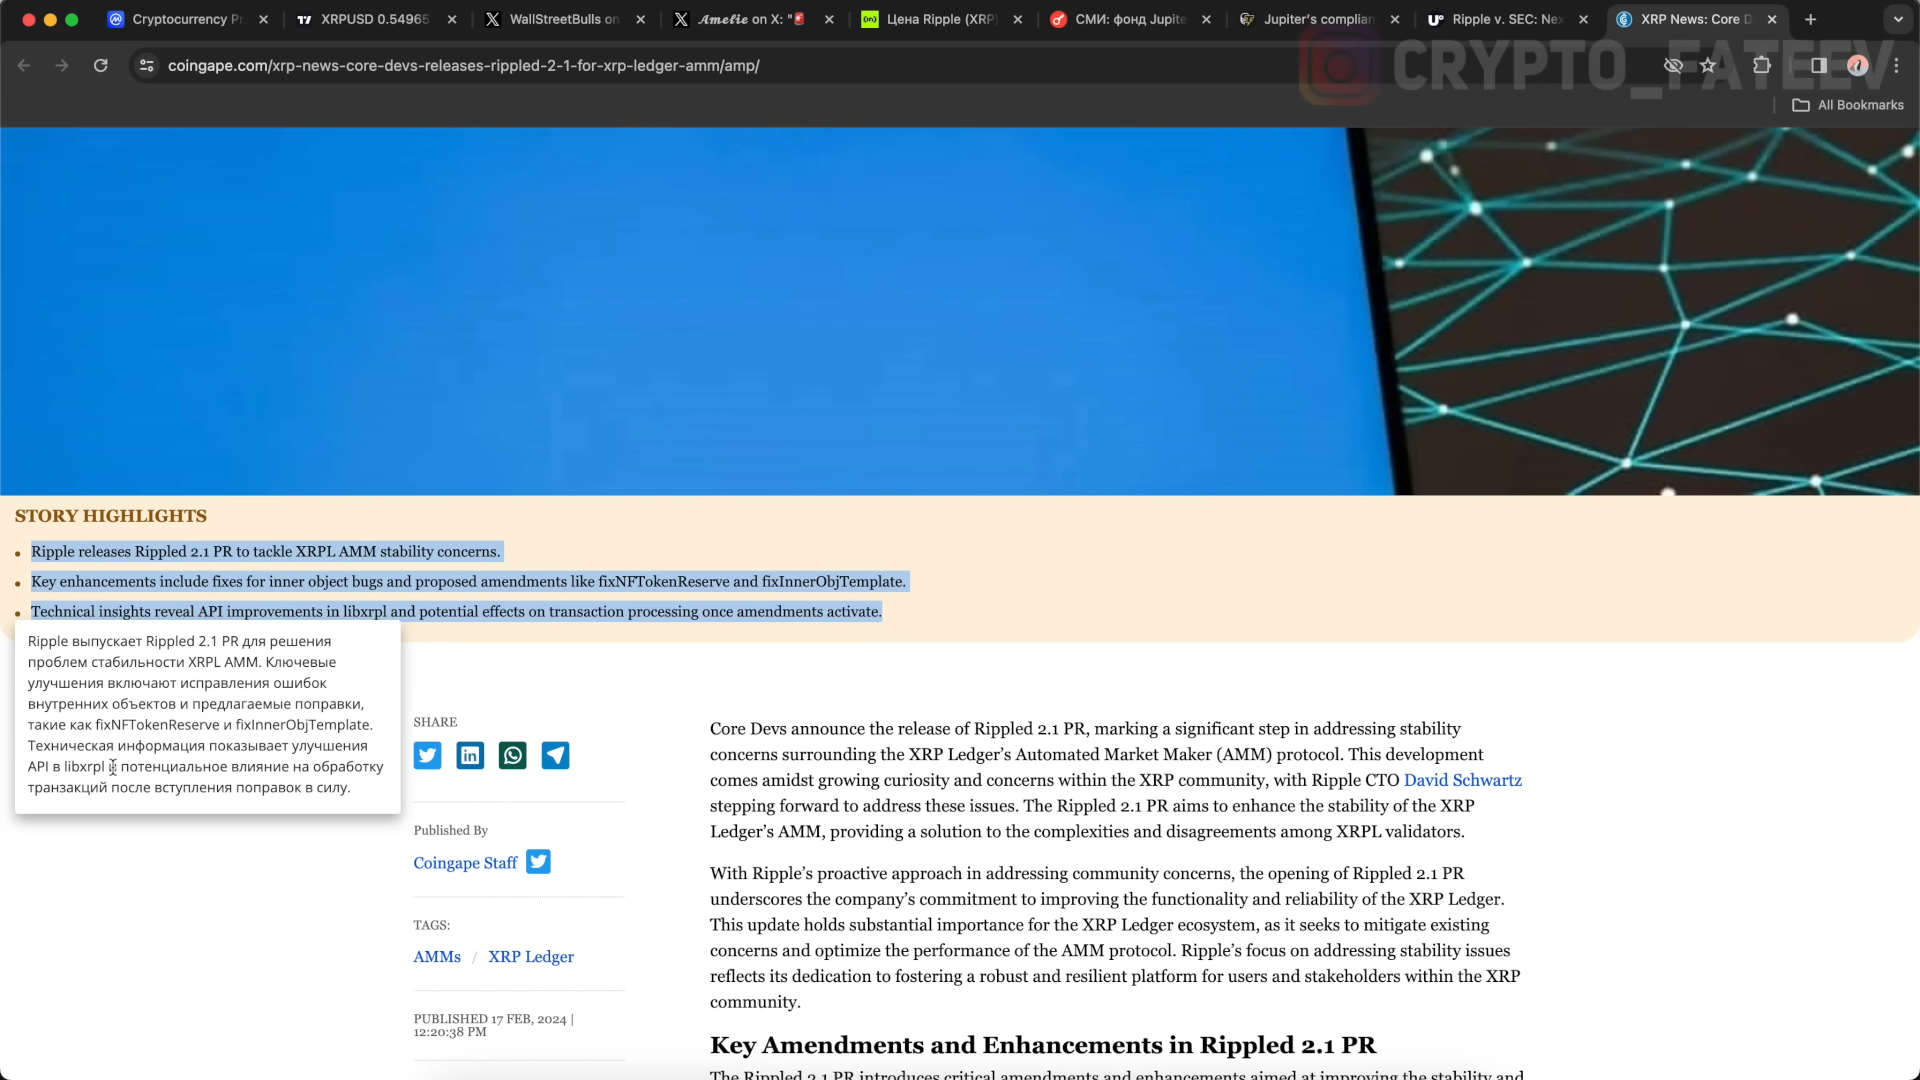 Cryptocurrency Pr
XRPUSD 0.54965
WallStreetBulls on
𝑨𝒎𝒆𝒍𝒊𝒆 on X: "🚨
Цена Ripple (XRP)
СМИ: фонд Jupite
Jupiter's complian
Ripple v. SEC: Nex
XRP News: Core D
coingape.com/xrp-news-core-devs-releases-rippled-2-1-for-xrp-ledger-amm/amp/
CRYPTO_FATEEV
All Bookmarks
STORY HIGHLIGHTS
Ripple releases Rippled 2.1 PR to tackle XRPL AMM stability concerns.
Key enhancements include fixes for inner object bugs and proposed amendments like fixNFTokenReserve and fixInnerObjTemplate.
Technical insights reveal API improvements in libxrpl and potential effects on transaction processing once amendments activate.
Ripple выпускает Rippled 2.1 PR для решения
проблем стабильности XRPL AMM. Ключевые
улучшения включают исправления ошибок
внутренних объектов и предлагаемые поправки,
такие как fixNFTokenReserve и fixInnerObjTemplate.
Техническая информация показывает улучшения
API в libxrpl и потенциальное влияние на обработку
транзакций после вступления поправок в силу.
SHARE
Published By
Coingape Staff
TAGS:
AMMs / XRP Ledger
PUBLISHED 17 FEB, 2024 |
12:20:38 PM
Core Devs announce the release of Rippled 2.1 PR, marking a significant step in addressing stability
concerns surrounding the XRP Ledger's Automated Market Maker (AMM) protocol. This development
comes amidst growing curiosity and concerns within the XRP community, with Ripple CTO David Schwartz
stepping forward to address these issues. The Rippled 2.1 PR aims to enhance the stability of the XRP
Ledger's AMM, providing a solution to the complexities and disagreements among XRPL validators.
With Ripple's proactive approach in addressing community concerns, the opening of Rippled 2.1 PR
underscores the company's commitment to improving the functionality and reliability of the XRP Ledger.
This update holds substantial importance for the XRP Ledger ecosystem, as it seeks to mitigate existing
concerns and optimize the performance of the AMM protocol. Ripple's focus on addressing stability issues
reflects its dedication to fostering a robust and resilient platform for users and stakeholders within the XRP
community.
Key Amendments and Enhancements in Rippled 2.1 PR
The Rippled 2.1 PR introduces critical amendments and enhancements aimed at improving the stability and